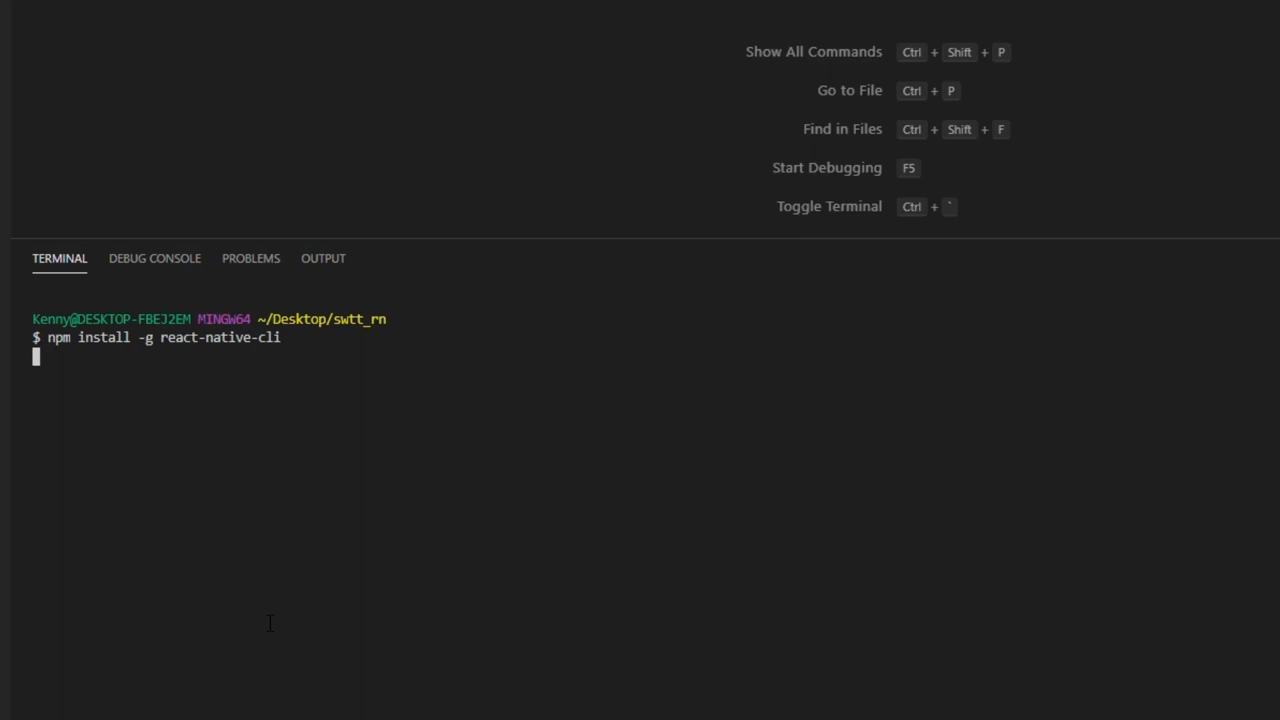 Show All Commands Ctrl + Shift + P
Go to File Ctrl + P
Find in Files Ctrl + Shift + F
Start Debugging F5
Toggle Terminal Ctrl + `
TERMINAL DEBUG CONSOLE PROBLEMS OUTPUT
Kenny@DESKTOP-FBEJ2EM MINGW64 ~/Desktop/swtt_rn
$ npm install -g react-native-cli